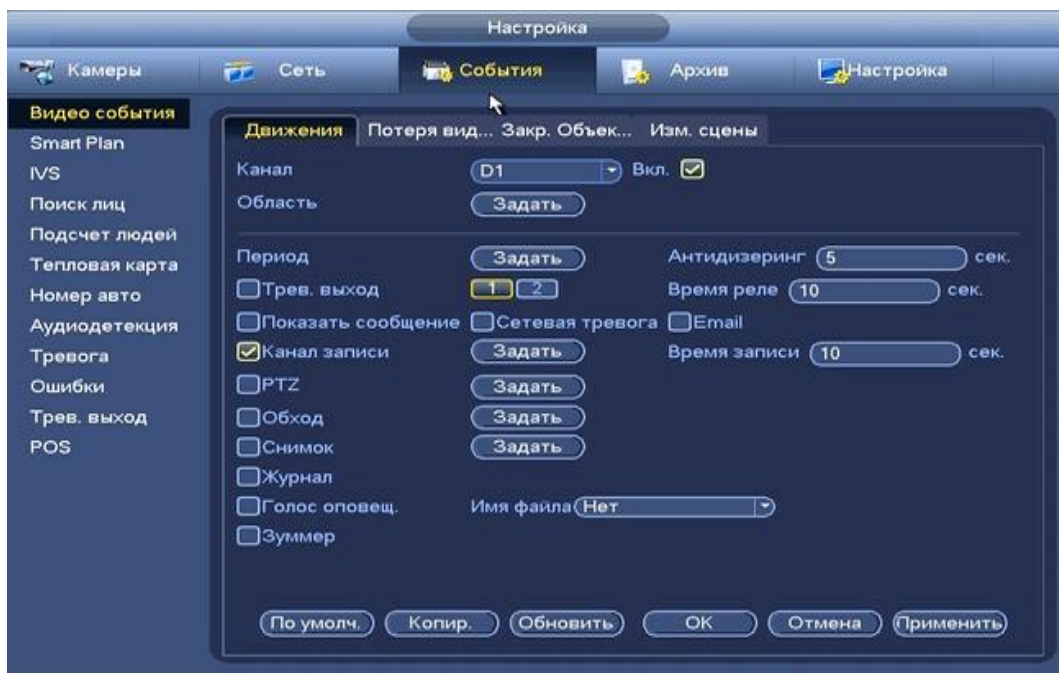 Настройка
Камеры Сеть События Архив Настройка
Видео события
Smart Plan
IVS
Поиск лиц
Подсчет людей
Тепловая карта
Номер авто
Аудиодетекция
Тревога
Ошибки
Трев. выход
POS
Движения Потеря вид... Закр. Объек... Изм. сцены
Канал D1 Вкл.
Область Задать
Период Задать Антидизеринг 5 сек.
Трев. выход 1 2 Время реле 10 сек.
Показать сообщение Сетевая тревога Email
Канал записи Задать Время записи 10 сек.
PTZ Задать
Обход Задать
Снимок Задать
Журнал
Голос оповещ. Имя файла Нет
Зуммер
По умолч. Копир. Обновить OK Отмена Применить